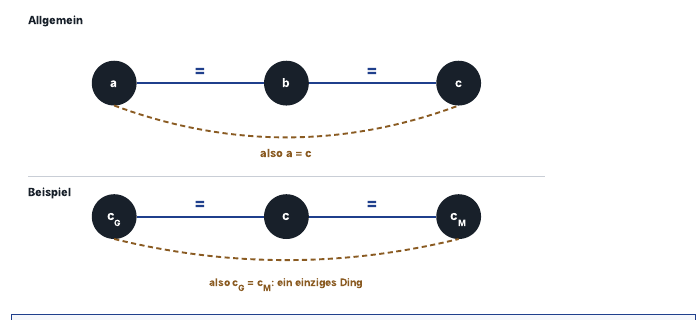 Allgemein
= =
a b c
also a = c
Beispiel
= =
c_G c c_M
also c_G = c_M: ein einziges Ding